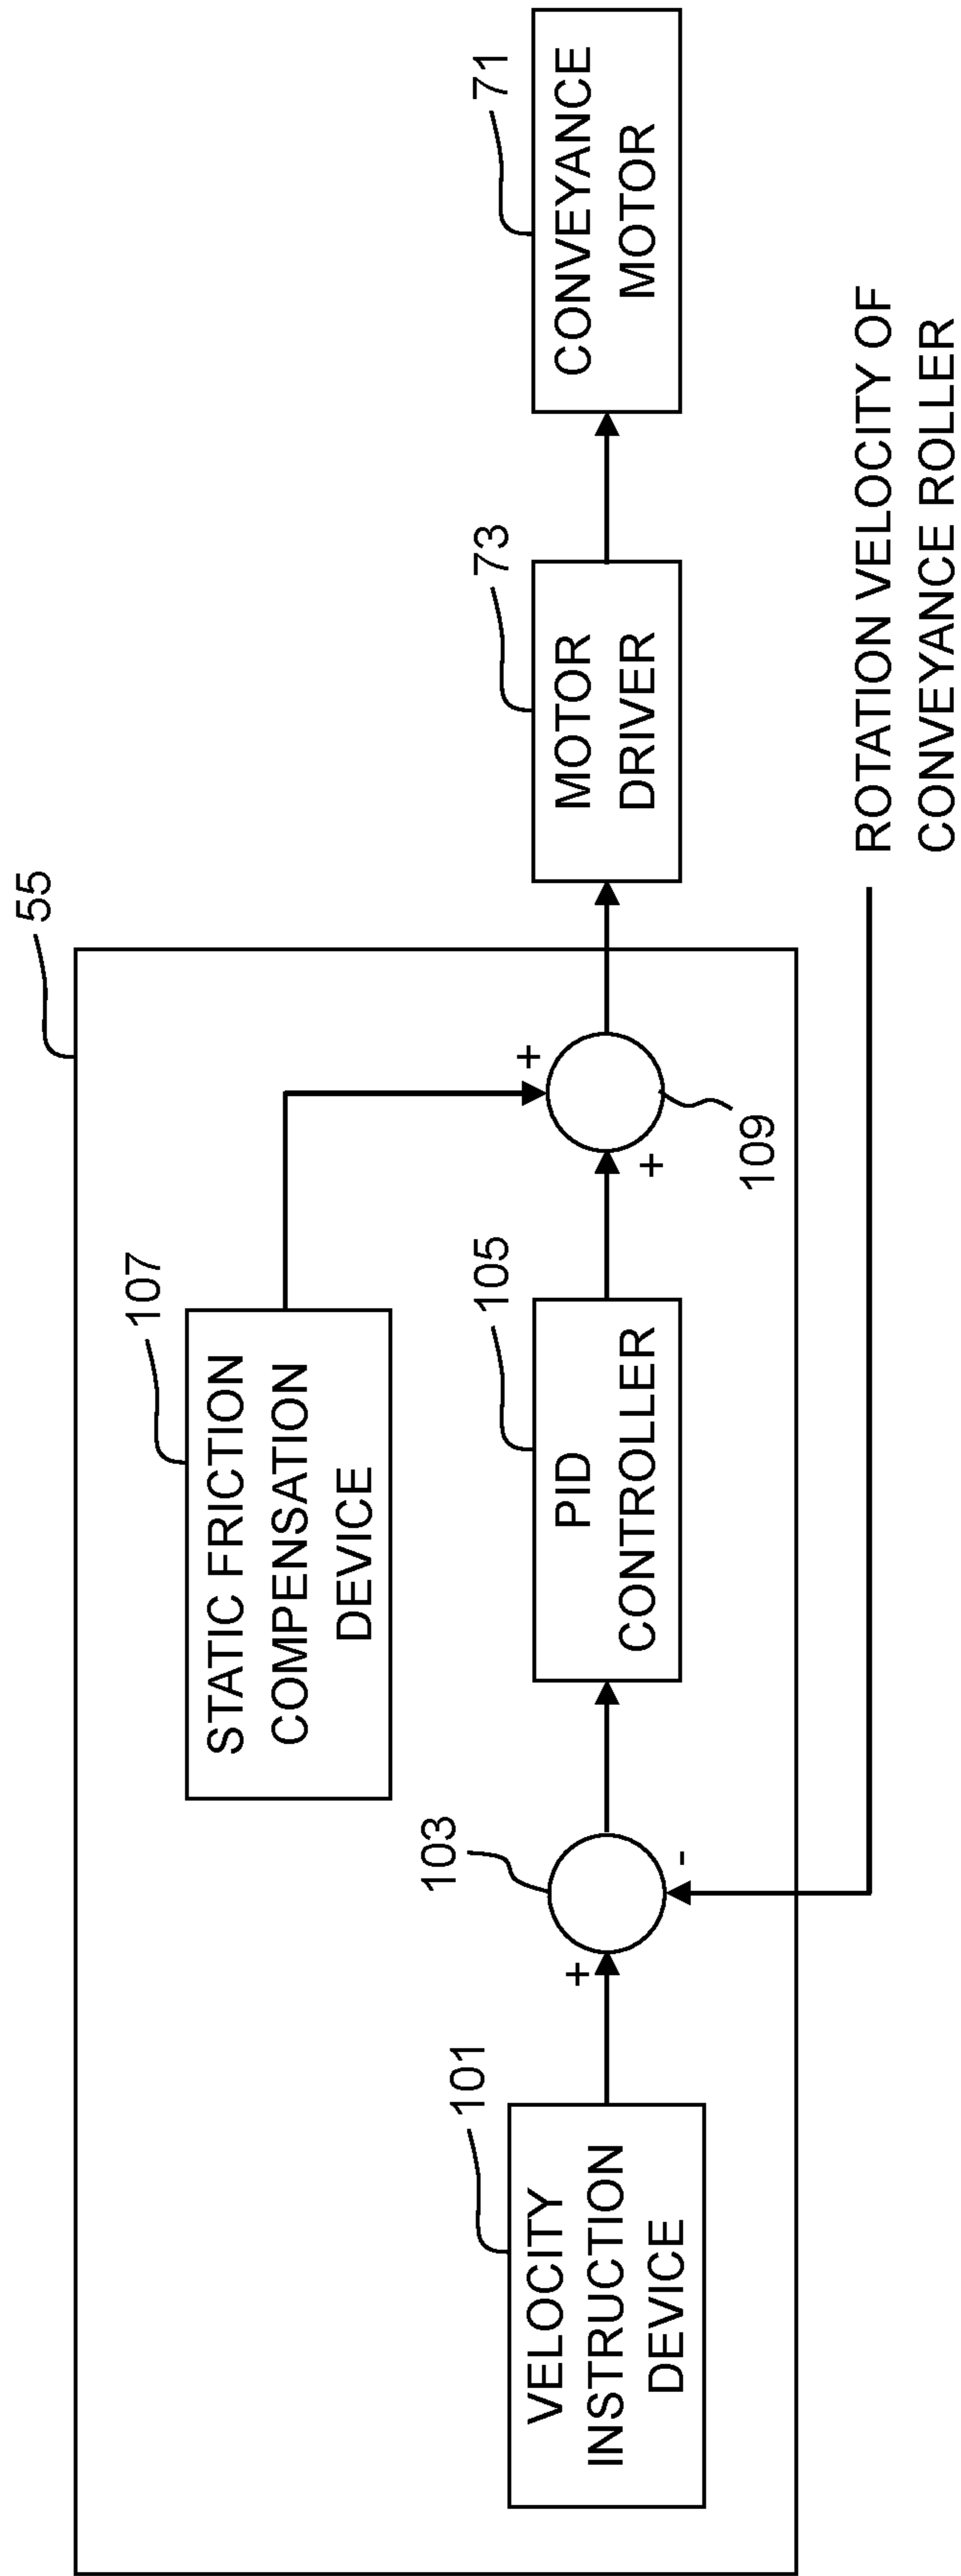 55
107
STATIC FRICTION
COMPENSATION
DEVICE
101
VELOCITY
INSTRUCTION
DEVICE
103
+
-
105
PID
CONTROLLER
+
+
109
73
MOTOR
DRIVER
71
CONVEYANCE
MOTOR
ROTATION VELOCITY OF
CONVEYANCE ROLLER